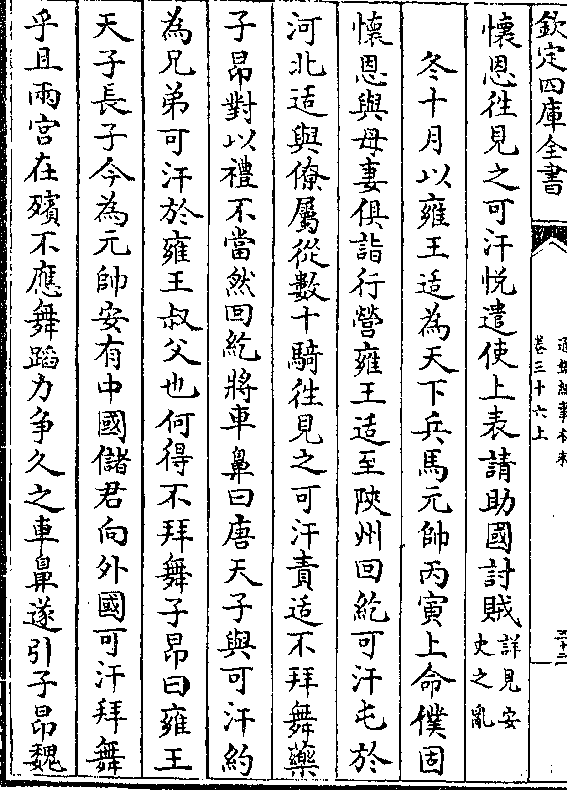 欽定四庫全書
通鑑紀事本末
卷三十六上
懷恩徃見之可汗悦遣使上表請助國討賊詳見安史之亂
冬十月以雍王适為天下兵馬元帥丙寅上命僕固
懷恩與母妻俱詣行營雍王适至陜州回紇可汗屯於
河北适與僚屬從數十騎徃見之可汗責适不拜舞藥
子昂對以禮不當然回紇將車鼻曰唐天子與可汗約
為兄弟可汗於雍王叔父也何得不拜舞子昂曰雍王
天子長子今為元帥安有中國儲君向外國可汗拜舞
乎且兩宫在殯不應舞蹈力争久之車鼻遂引子昂魏